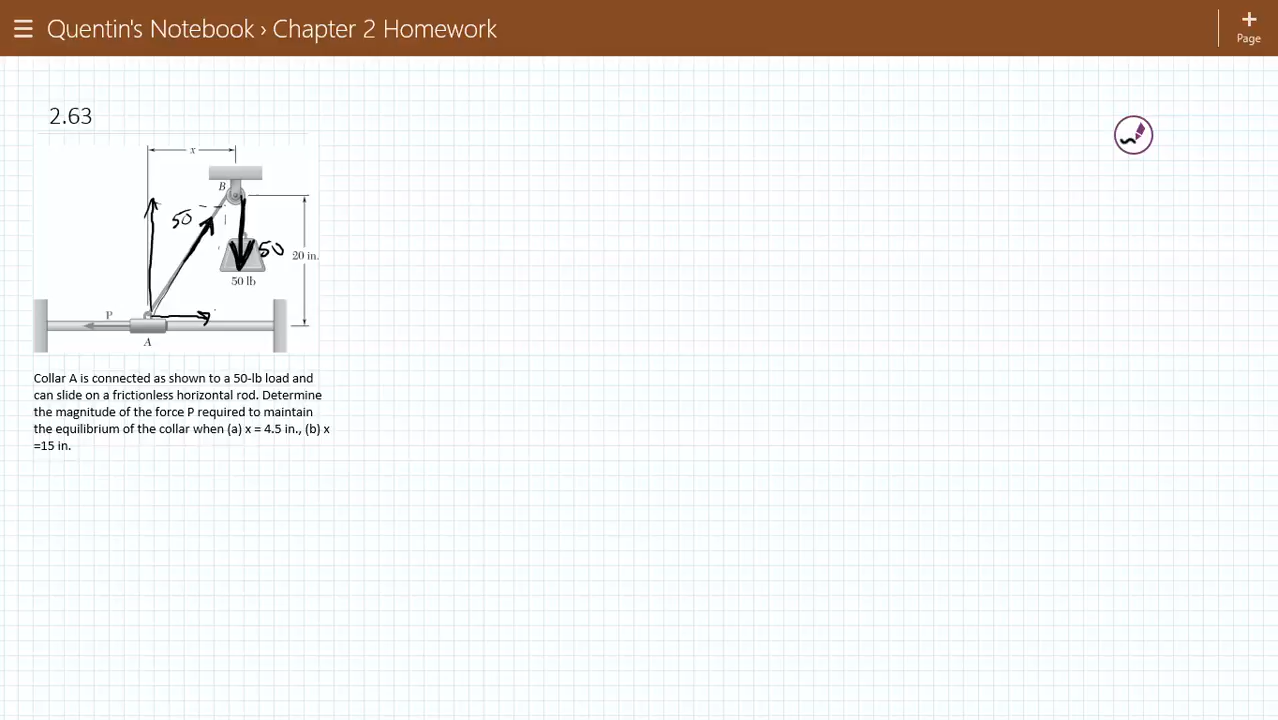 Quentin's Notebook › Chapter 2 Homework
Page
2.63
x
B
50
50
20 in.
50 lb
P
A
Collar A is connected as shown to a 50-lb load and
can slide on a frictionless horizontal rod. Determine
the magnitude of the force P required to maintain
the equilibrium of the collar when (a) x = 4.5 in., (b) x
=15 in.